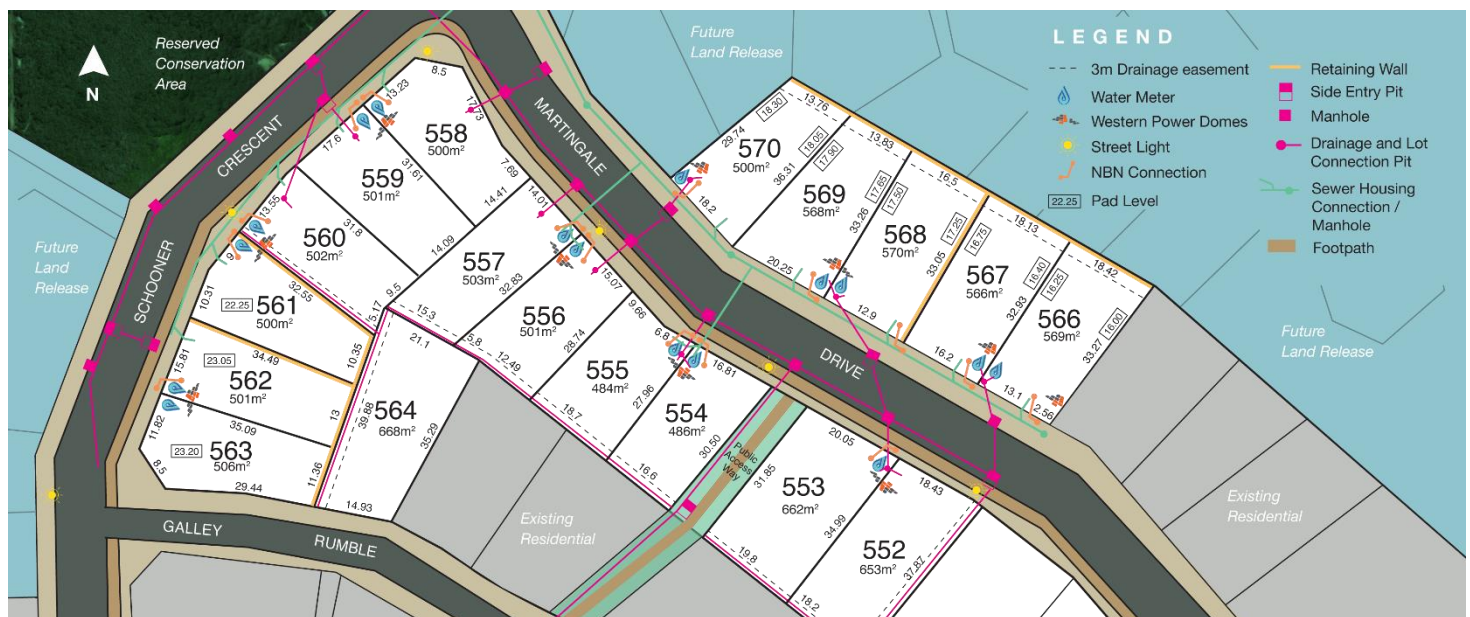 N
Reserved
Conservation
Area
Future
Land Release
Future
Land
Release
SCHOONER
CRESCENT
MARTINGALE
DRIVE
GALLEY
RUMBLE
LEGEND
3m Drainage easement
Water Meter
Western Power Domes
Street Light
NBN Connection
22.25 Pad Level
Retaining Wall
Side Entry Pit
Manhole
Drainage and Lot
Connection Pit
Sewer Housing
Connection /
Manhole
Footpath
8.5
13.23
17.73
558
500m²
7.69
17.6
31.61
559
501m²
14.41
14.01
13.55
31.8
560
502m²
14.09
557
503m²
32.83
9
32.55
5.17
9.5
15.3
10.31
22.25
561
500m²
10.35
15.81
34.49
23.05
562
501m²
13
11.82
35.09
23.20
563
506m²
8.5
29.44
11.36
21.1
39.88
564
668m²
35.29
14.93
5.8
556
501m²
15.07
12.49
28.74
9.66
555
484m²
6.8
18.7
27.96
16.81
554
486m²
16.6
30.50
Public
Access
Way
20.05
31.85
553
662m²
19.8
34.99
18.43
552
653m²
37.82
18.2
13.76
18.30
29.74
570
500m²
18.05
36.31
17.90
18.2
13.83
569
568m²
17.65
33.26
17.50
20.25
16.5
568
570m²
17.25
33.05
16.75
12.9
18.13
567
566m²
16.40
32.93
16.25
16.2
18.42
566
569m²
16.00
33.27
13.1
2.56
Existing
Residential
Existing
Residential
Future
Land Release